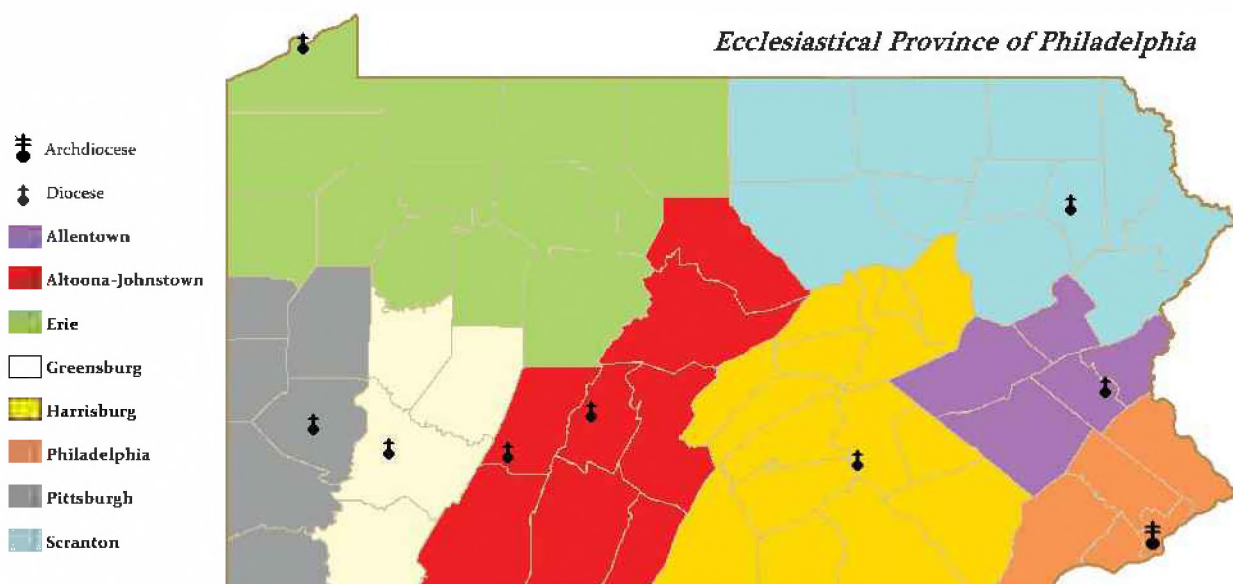 Ecclesiastical Province of Philadelphia
Archdiocese
Diocese
Allentown
Altoona-Johnstown
Erie
Greensburg
Harrisburg
Philadelphia
Pittsburgh
Scranton